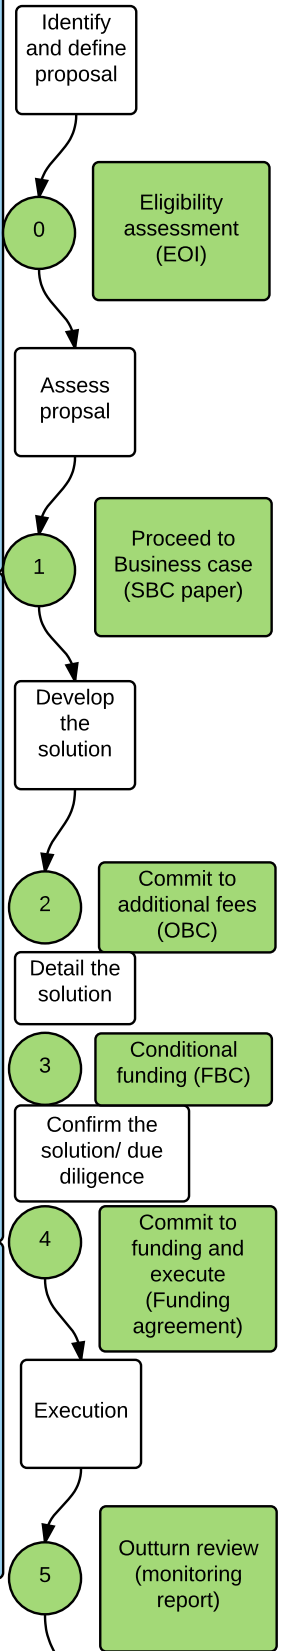 Identify
and define
proposal
0
Eligibility
assessment
(EOI)
Assess
propsal
1
Proceed to
Business case
(SBC paper)
Develop
the
solution
2
Commit to
additional fees
(OBC)
Detail the
solution
3
Conditional
funding (FBC)
Confirm the
solution/ due
diligence
4
Commit to
funding and
execute
(Funding
agreement)
Execution
5
Outturn review
(monitoring
report)